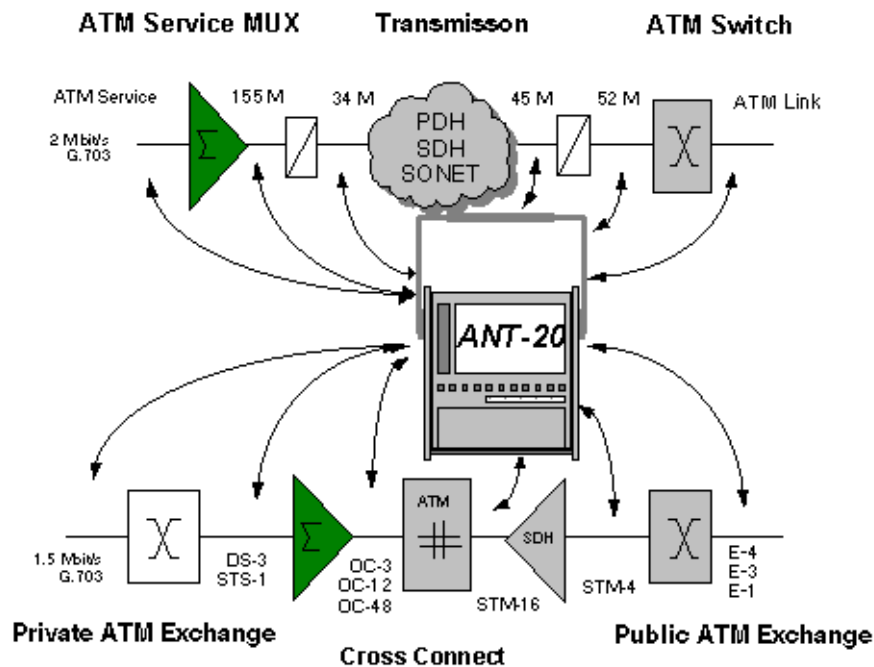 ATM Service MUX
Transmisson
ATM Switch
ATM Service
155 M
34 M
45 M
52 M
ATM Link
2 Mbit/s
G.703
Σ
PDH
SDH
SONET
ANT-20
1.5 Mbit/s
G.703
DS-3
STS-1
Σ
OC-3
OC-12
OC-48
ATM
STM-16
SDH
STM-4
E-4
E-3
E-1
Private ATM Exchange
Cross Connect
Public ATM Exchange